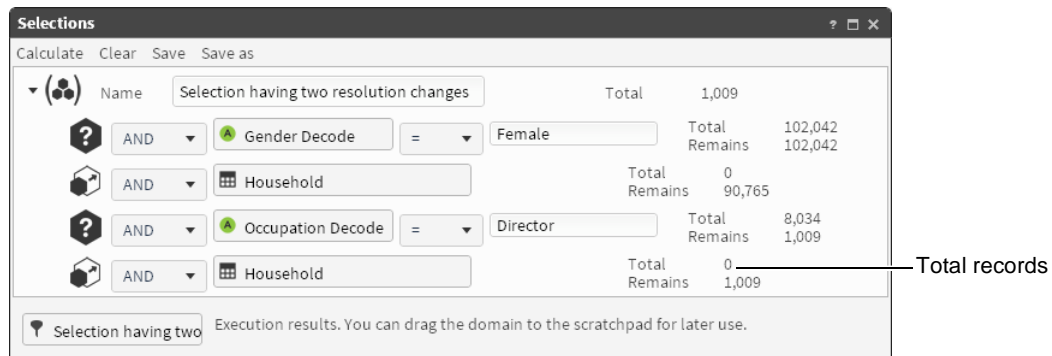 Selections
Calculate Clear Save Save as
Name Selection having two resolution changes Total 1,009
AND A Gender Decode = Female Total 102,042
Remains 102,042
AND Household Total 0
Remains 90,765
AND A Occupation Decode = Director Total 8,034
Remains 1,009
AND Household Total 0 Total records
Remains 1,009
Selection having two Execution results. You can drag the domain to the scratchpad for later use.